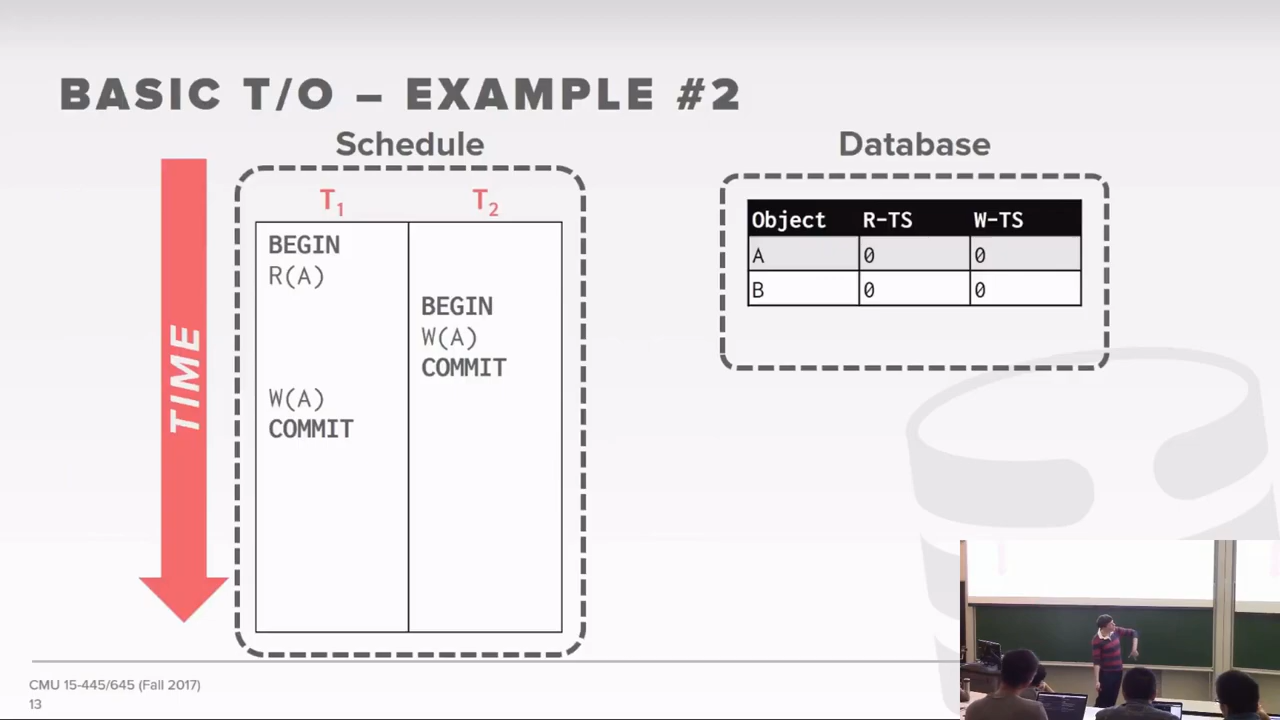 BASIC T/O – EXAMPLE #2
Schedule
Database
TIME
T1 T2
BEGIN
R(A)
BEGIN
W(A)
COMMIT
W(A)
COMMIT
Object R-TS W-TS
A 0 0
B 0 0
CMU 15-445/645 (Fall 2017)
13